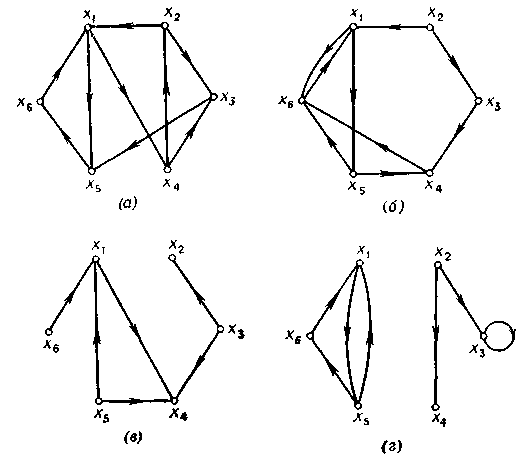 x₁ x₂
x₆ x₃
x₅ x₄
(а)
x₁ x₂
x₆ x₃
x₅ x₄
(б)
x₁ x₂
x₆ x₃
x₅ x₄
(в)
x₁ x₂
x₆ x₃
x₅ x₄
(г)